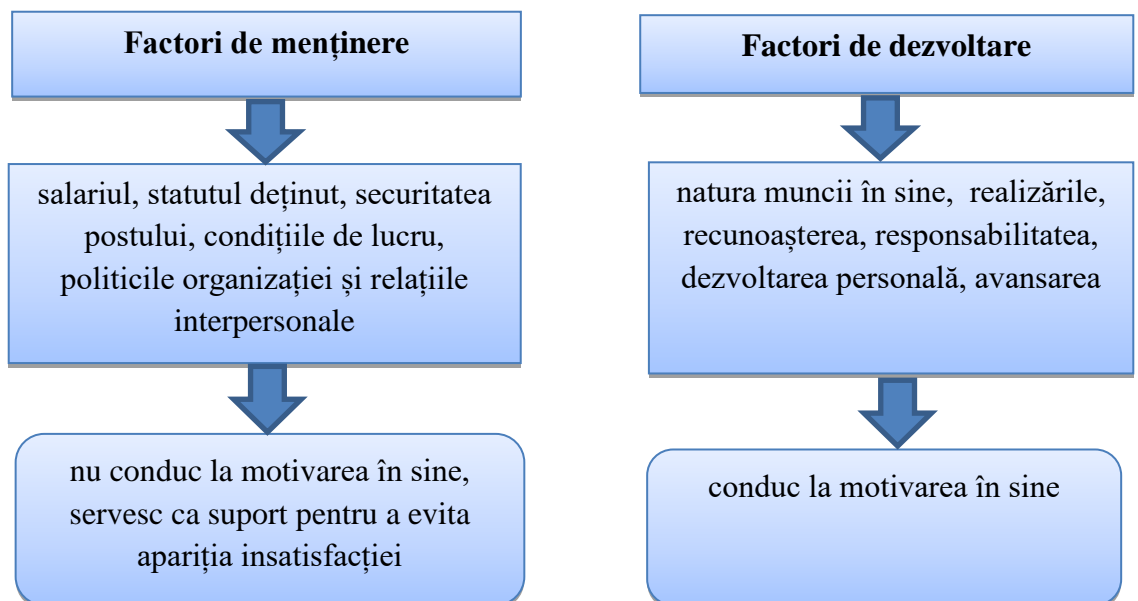 Factori de menținere
salariul, statutul deținut, securitatea
postului, condițiile de lucru,
politicile organizației și relațiile
interpersonale
nu conduc la motivarea în sine,
servesc ca suport pentru a evita
apariția insatisfacției
Factori de dezvoltare
natura muncii în sine, realizările,
recunoașterea, responsabilitatea,
dezvoltarea personală, avansarea
conduc la motivarea în sine